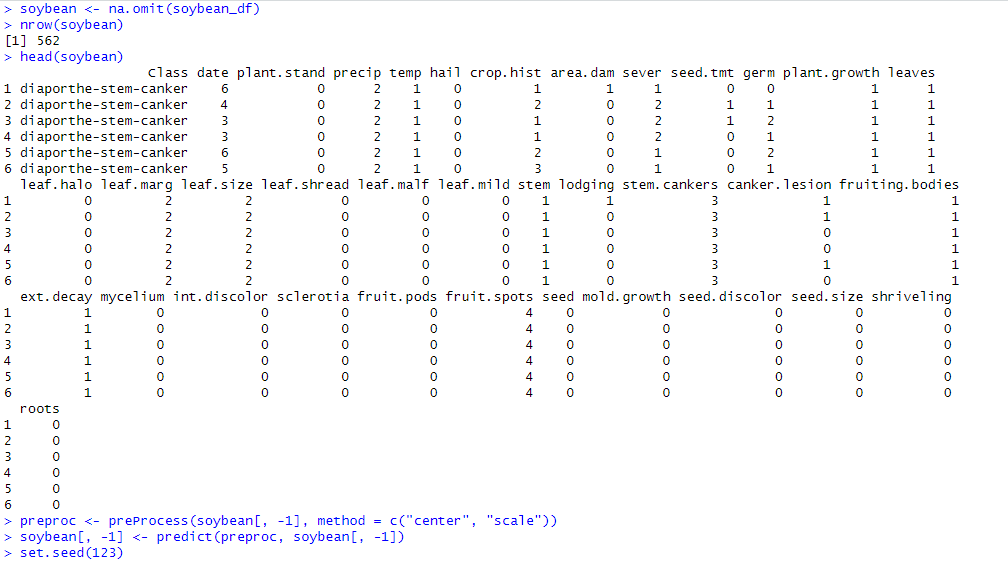 > soybean <- na.omit(soybean_df)
> nrow(soybean)
[1] 562
> head(soybean)
Class date plant.stand precip temp hail crop.hist area.dam sever seed.tmt germ plant.growth leaves
1 diaporthe-stem-canker 6 0 2 1 0 1 1 1 0 0 1 1
2 diaporthe-stem-canker 4 0 2 1 0 2 0 2 1 1 1 1
3 diaporthe-stem-canker 3 0 2 1 0 1 0 2 1 2 1 1
4 diaporthe-stem-canker 3 0 2 1 0 1 0 2 0 1 1 1
5 diaporthe-stem-canker 6 0 2 1 0 2 0 1 0 2 1 1
6 diaporthe-stem-canker 5 0 2 1 0 3 0 1 0 1 1 1
leaf.halo leaf.marg leaf.size leaf.shread leaf.malf leaf.mild stem lodging stem.cankers canker.lesion fruiting.bodies
1 0 2 2 0 0 0 1 1 3 1 1
2 0 2 2 0 0 0 1 0 3 1 1
3 0 2 2 0 0 0 1 0 3 0 1
4 0 2 2 0 0 0 1 0 3 0 1
5 0 2 2 0 0 0 1 0 3 1 1
6 0 2 2 0 0 0 1 0 3 0 1
ext.decay mycelium int.discolor sclerotia fruit.pods fruit.spots seed mold.growth seed.discolor seed.size shriveling
1 1 0 0 0 0 4 0 0 0 0 0
2 1 0 0 0 0 4 0 0 0 0 0
3 1 0 0 0 0 4 0 0 0 0 0
4 1 0 0 0 0 4 0 0 0 0 0
5 1 0 0 0 0 4 0 0 0 0 0
6 1 0 0 0 0 4 0 0 0 0 0
roots
1 0
2 0
3 0
4 0
5 0
6 0
> preproc <- preProcess(soybean[, -1], method = c("center", "scale"))
> soybean[, -1] <- predict(preproc, soybean[, -1])
> set.seed(123)